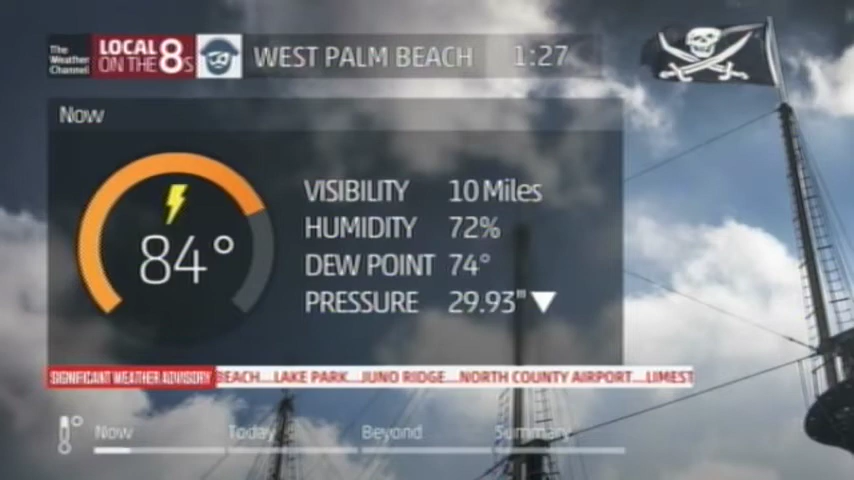 The Weather Channel
LOCAL ON THE 8s
WEST PALM BEACH 1:27
Now
84°
VISIBILITY 10 Miles
HUMIDITY 72%
DEW POINT 74°
PRESSURE 29.93"
SIGNIFICANT WEATHER ADVISORY BEACH...LAKE PARK...JUNO RIDGE...NORTH COUNTY AIRPORT...LIMEST
Now Today Beyond Summary